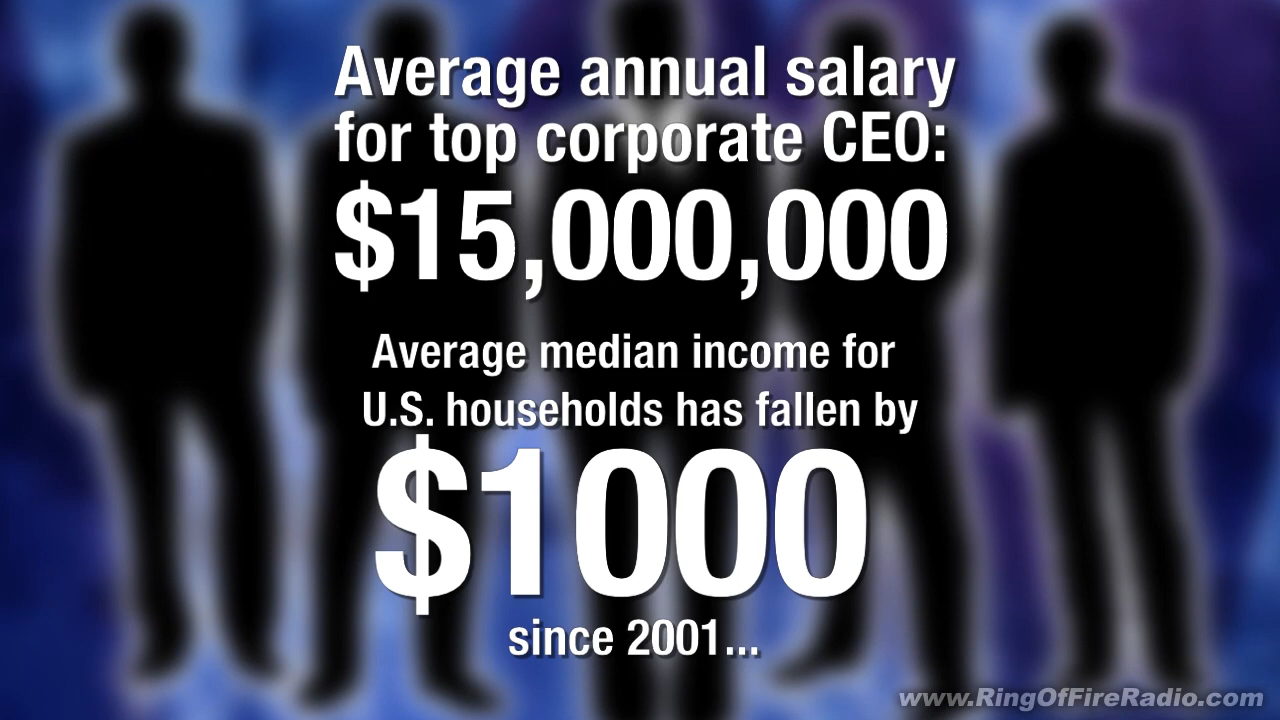 Average annual salary
for top corporate CEO:
$15,000,000
Average median income for
U.S. households has fallen by
$1000
since 2001...
www.RingOfFireRadio.com